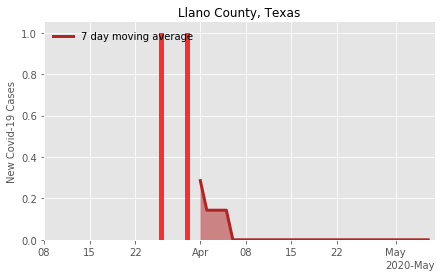 Llano County, Texas
7 day moving average
New Covid-19 Cases
1.0
0.8
0.6
0.4
0.2
0.0
08 15 22 Apr 08 15 22 May
2020-May